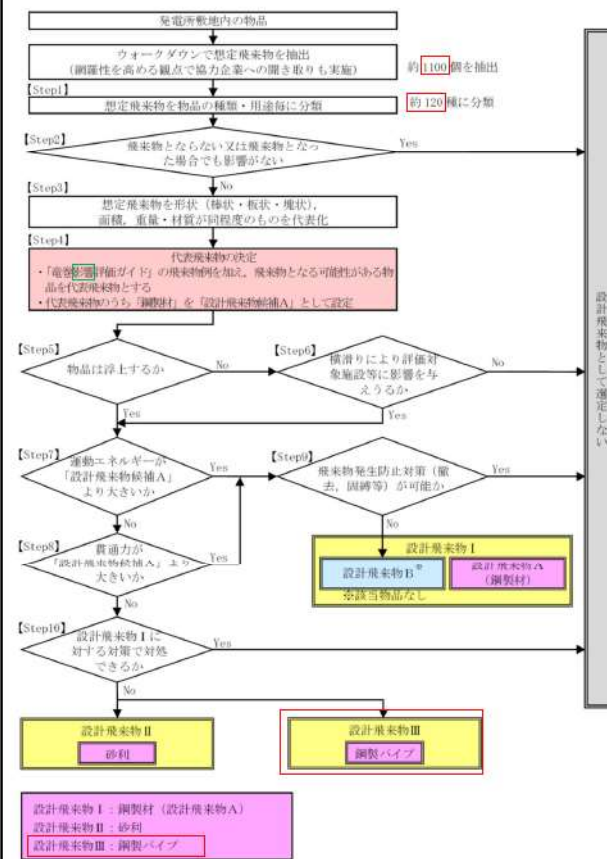 発電所敷地内の物品
ウォークダウンで想定飛来物を抽出
(網羅性を高める観点で協力企業への聞き取りも実施)
約1100個を抽出
【Step1】
想定飛来物を物品の種類・用途毎に分類
約120種に分類
【Step2】
飛来物とならない又は飛来物となっ
た場合でも影響がない
Yes
No
【Step3】
想定飛来物を形状（棒状・板状・塊状），
面積，重量・材質が同程度のものを代表化
【Step4】
代表飛来物の決定
・「竜巻影響評価ガイド」の飛来物例を加え，飛来物となる可能性がある物
品を代表飛来物とする
・代表飛来物のうち「鋼製材」を「設計飛来物候補A」として設定
【Step5】
物品は浮上するか
No
Yes
【Step6】
横滑りにより評価対
象施設等に影響を与
えうるか
No
Yes
【Step7】
運動エネルギーが
「設計飛来物候補A」
より大きいか
Yes
No
【Step8】
貫通力が
「設計飛来物候補A」より
大きいか
Yes
No
【Step9】
飛来物発生防止対策（撤
去，固縛等）が可能か
Yes
No
設計飛来物Ⅰ
設計飛来物B※
設計飛来物A
（鋼製材）
※該当物品なし
【Step10】
設計飛来物Ⅰに
対する対策で対処
できるか
Yes
No
設計飛来物Ⅱ
砂利
設計飛来物Ⅲ
鋼製パイプ
設計飛来物として選定しない
設計飛来物Ⅰ：鋼製材（設計飛来物A）
設計飛来物Ⅱ：砂利
設計飛来物Ⅲ：鋼製パイプ